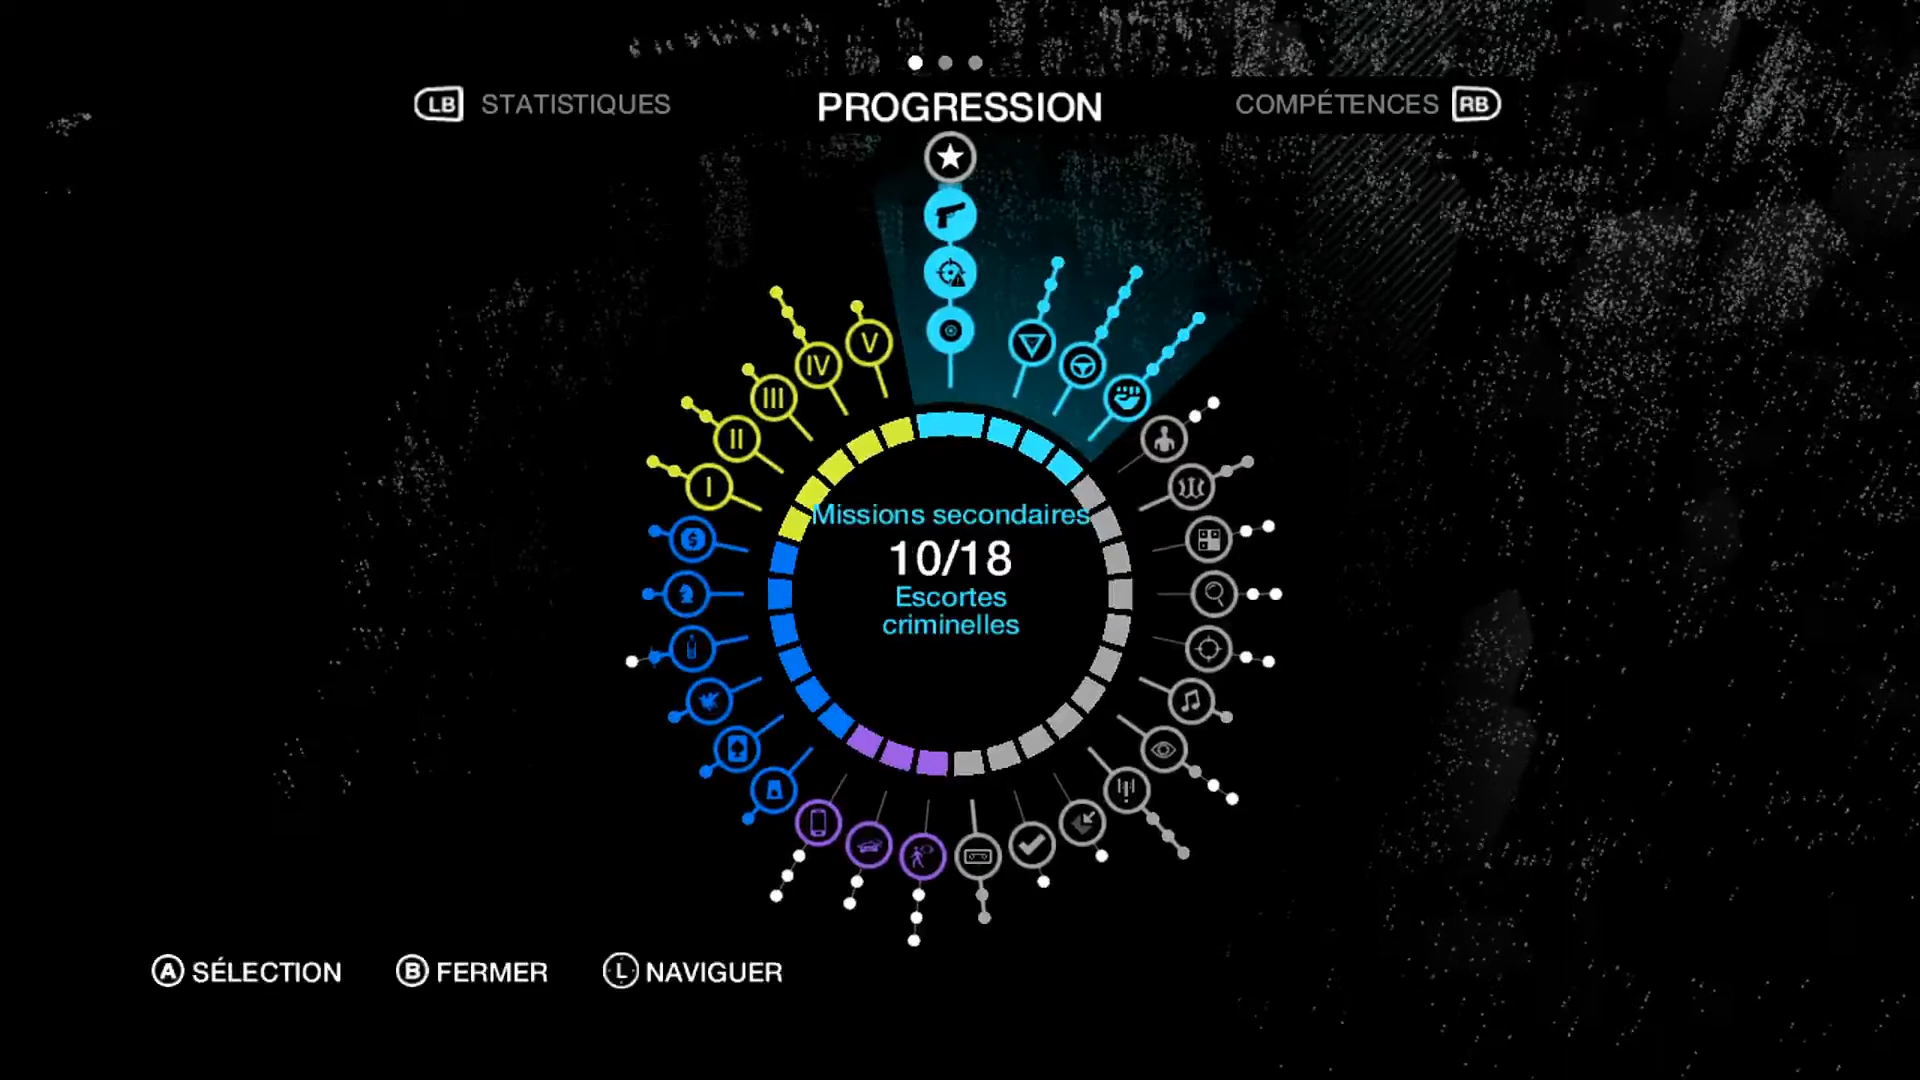 LB STATISTIQUES PROGRESSION COMPÉTENCES RB
V
IV
III
II
I
Missions secondaires
10/18
Escortes
criminelles
A SÉLECTION B FERMER L NAVIGUER